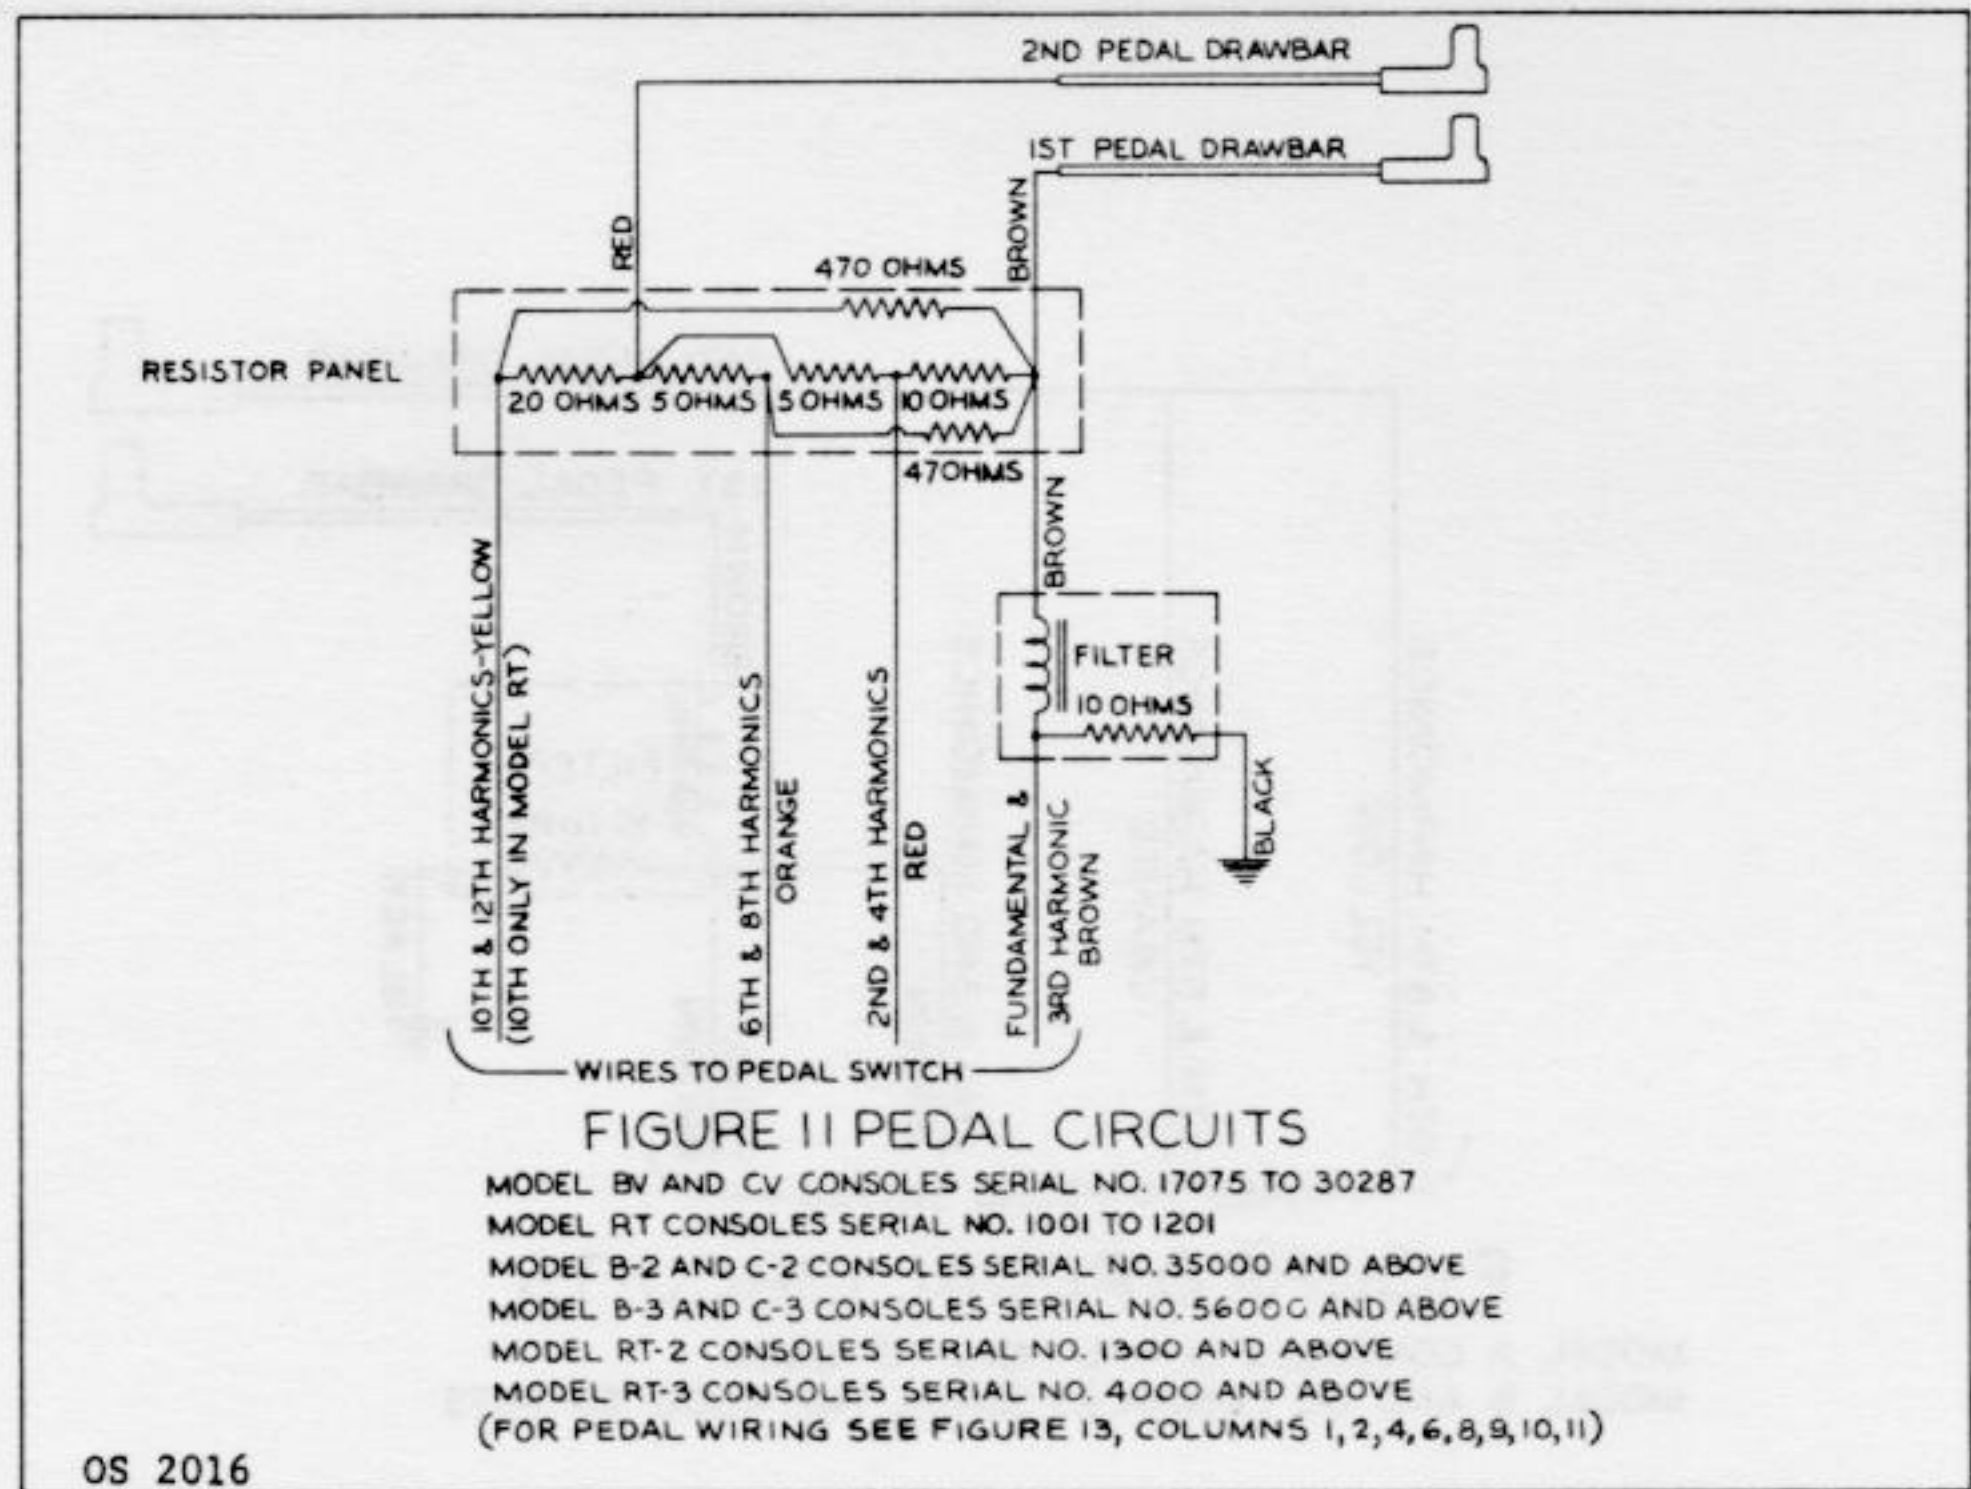 2ND PEDAL DRAWBAR
1ST PEDAL DRAWBAR
RED
BROWN
470 OHMS
RESISTOR PANEL
20 OHMS
5 OHMS
5 OHMS
10 OHMS
47OHMS
BROWN
FILTER
10 OHMS
BLACK
10TH & 12TH HARMONICS-YELLOW
(10TH ONLY IN MODEL RT)
6TH & 8TH HARMONICS
ORANGE
2ND & 4TH HARMONICS
RED
FUNDAMENTAL &
3RD HARMONIC
BROWN
WIRES TO PEDAL SWITCH
FIGURE 11 PEDAL CIRCUITS
MODEL BV AND CV CONSOLES SERIAL NO. 17075 TO 30287
MODEL RT CONSOLES SERIAL NO. 1001 TO 1201
MODEL B-2 AND C-2 CONSOLES SERIAL NO. 35000 AND ABOVE
MODEL B-3 AND C-3 CONSOLES SERIAL NO. 56000 AND ABOVE
MODEL RT-2 CONSOLES SERIAL NO. 1300 AND ABOVE
MODEL RT-3 CONSOLES SERIAL NO. 4000 AND ABOVE
(FOR PEDAL WIRING SEE FIGURE 13, COLUMNS 1,2,4,6,8,9,10,11)
OS 2016